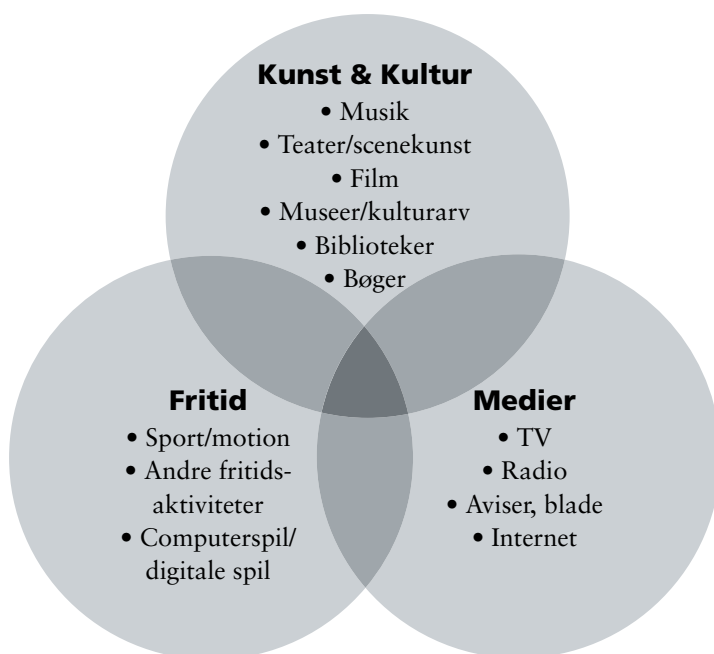 Kunst & Kultur
• Musik
• Teater/scenekunst
• Film
• Museer/kulturarv
• Biblioteker
• Bøger
Fritid
• Sport/motion
• Andre fritids-
aktiviteter
• Computerspil/
digitale spil
Medier
• TV
• Radio
• Aviser, blade
• Internet